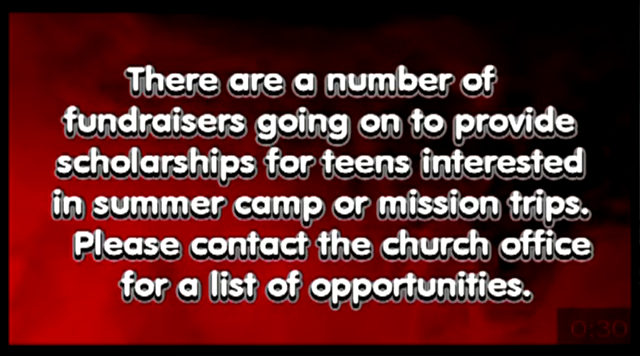 There are a number of
fundraisers going on to provide
scholarships for teens interested
in summer camp or mission trips.
Please contact the church office
for a list of opportunities.
0:30